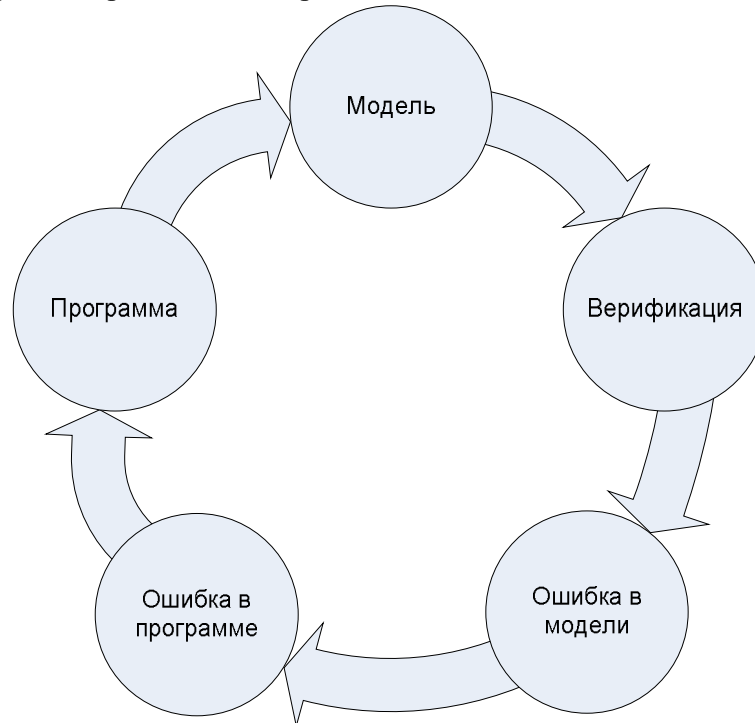 Модель
Верификация
Ошибка в
модели
Ошибка в
программе
Программа